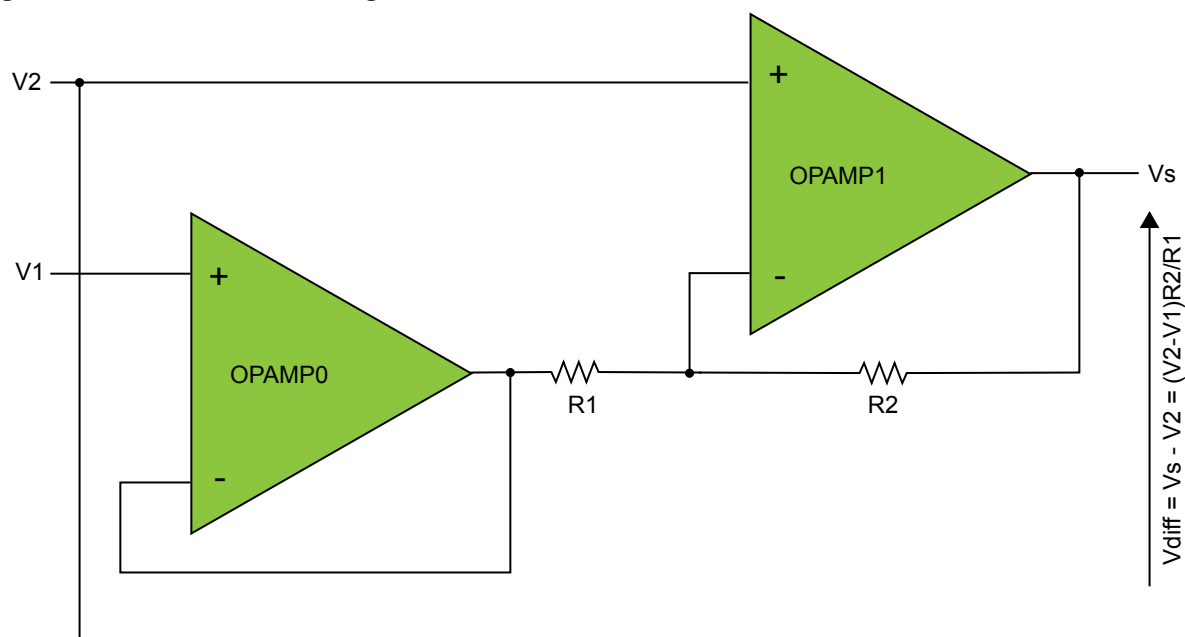 V2
+
OPAMP1
Vs
V1
+
-
OPAMP0
R1
R2
-
Vdiff = Vs - V2 = (V2-V1)R2/R1